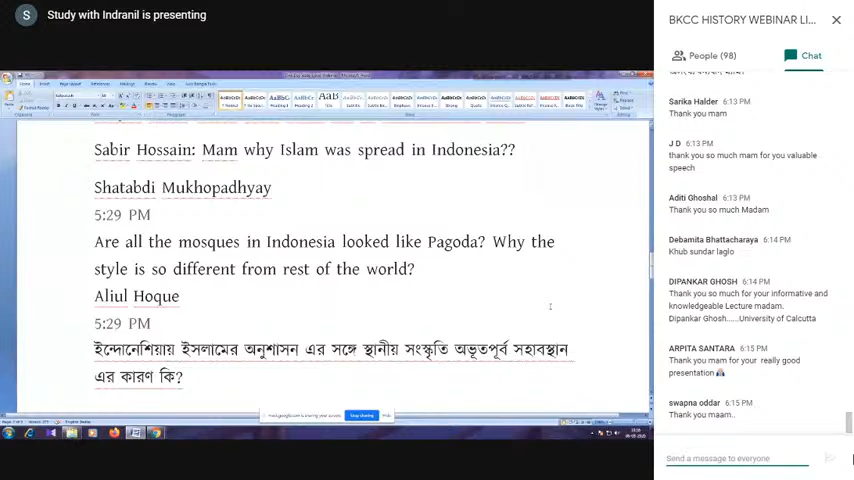 S Study with Indranil is presenting
BKCC HISTORY WEBINAR LI...
People (98)
Chat
Sarika Halder 6:13 PM
Thank you mam
J D 6:13 PM
thank you so much mam for you valuable
speech
Aditi Ghoshal 6:13 PM
Thank you so much Madam
Debamita Bhattacharaya 6:14 PM
Khub sundar laglo
DIPANKAR GHOSH 6:14 PM
Thank you so much for your informative and
knowledgeable Lecture madam.
Dipankar Ghosh......University of Calcutta
ARPITA SANTARA 6:15 PM
Thank you mam for your really good
presentation
swapna oddar 6:15 PM
Thank you maam..
Send a message to everyone
Sabir Hossain: Mam why Islam was spread in Indonesia??
Shatabdi Mukhopadhyay
5:29 PM
Are all the mosques in Indonesia looked like Pagoda? Why the
style is so different from rest of the world?
Aliul Hoque
5:29 PM
ইন্দোনেশিয়ায় ইসলামের অনুশাসন এর সঙ্গে স্থানীয় সংস্কৃতি অভূতপূর্ব সহাবস্থান
এর কারণ কি?
Stop sharing
Hide